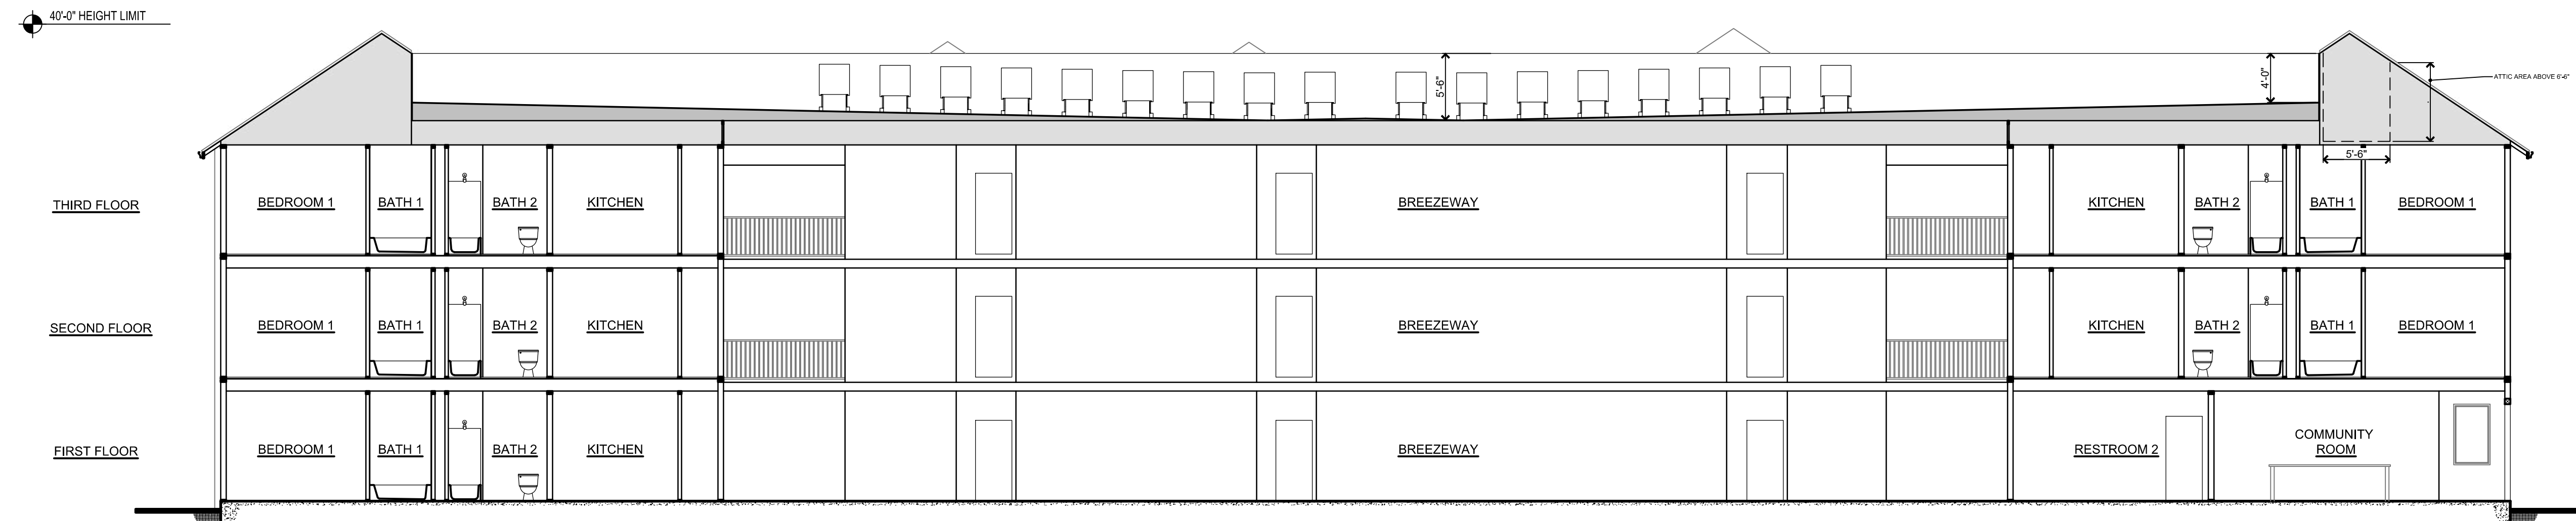 40'-0" HEIGHT LIMIT
5'-6"
4'-0"
ATTIC AREA ABOVE 6'-6"
5'-6"
THIRD FLOOR
BEDROOM 1
BATH 1
BATH 2
KITCHEN
BREEZEWAY
KITCHEN
BATH 2
BATH 1
BEDROOM 1
SECOND FLOOR
BEDROOM 1
BATH 1
BATH 2
KITCHEN
BREEZEWAY
KITCHEN
BATH 2
BATH 1
BEDROOM 1
FIRST FLOOR
BEDROOM 1
BATH 1
BATH 2
KITCHEN
BREEZEWAY
RESTROOM 2
COMMUNITY
ROOM